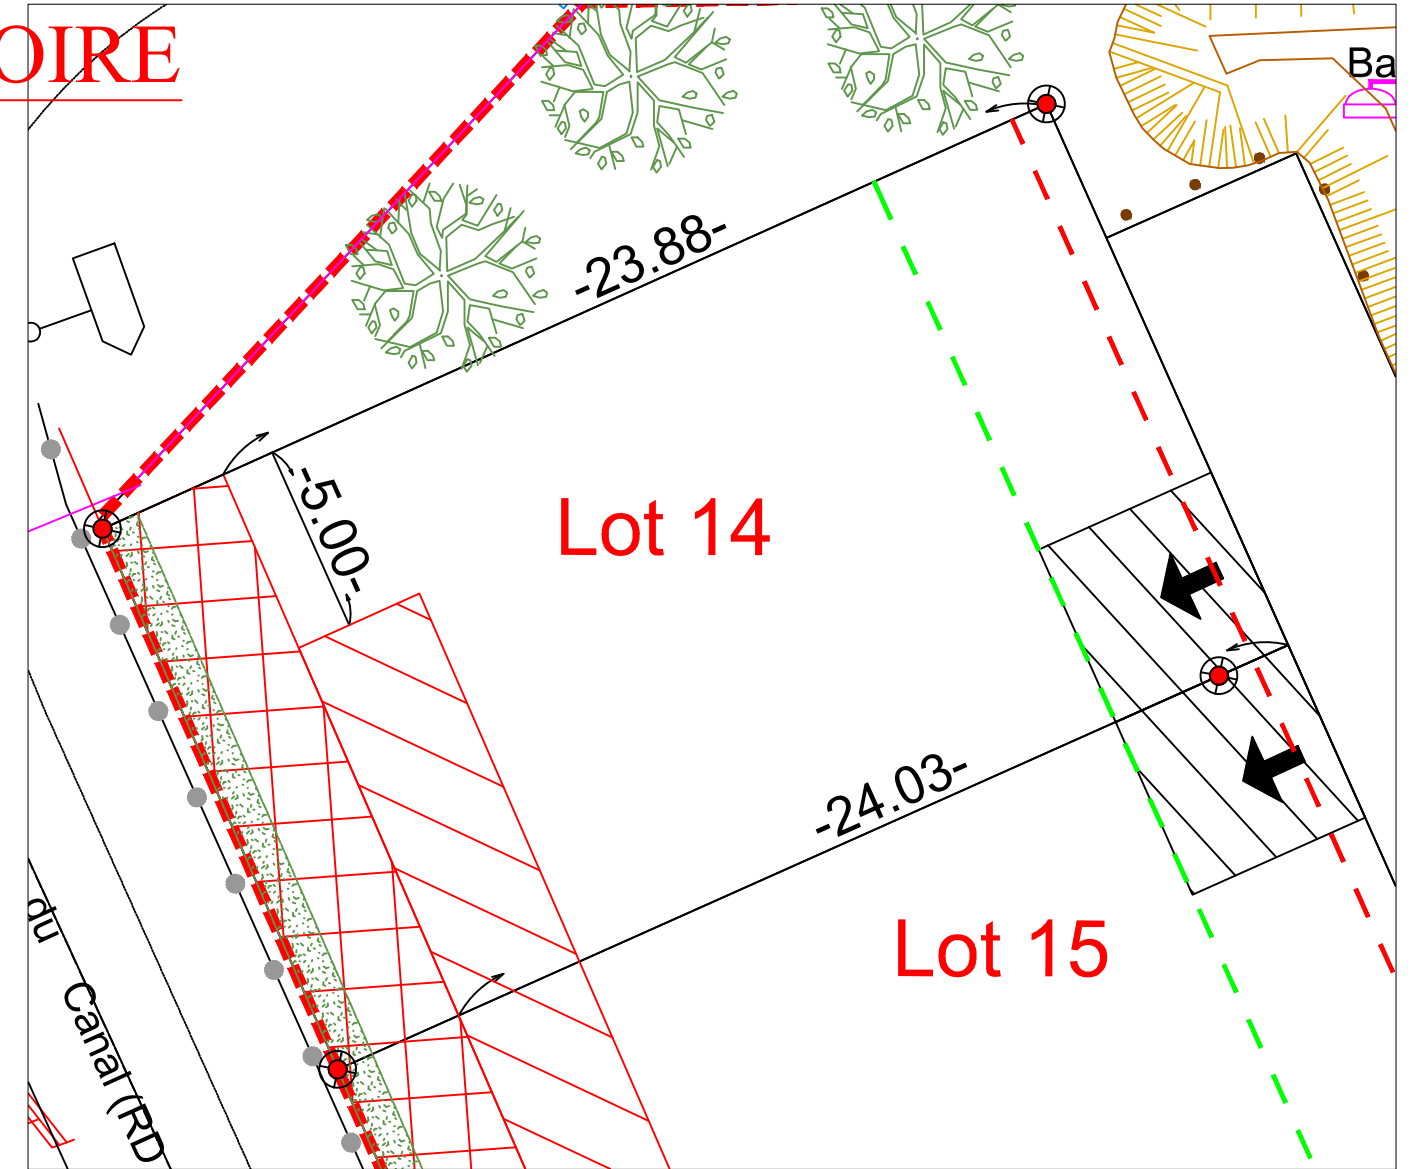 OIRE
Ba
-23.88-
-5.00-
Lot 14
-24.03-
Lot 15
du
Canal (RD